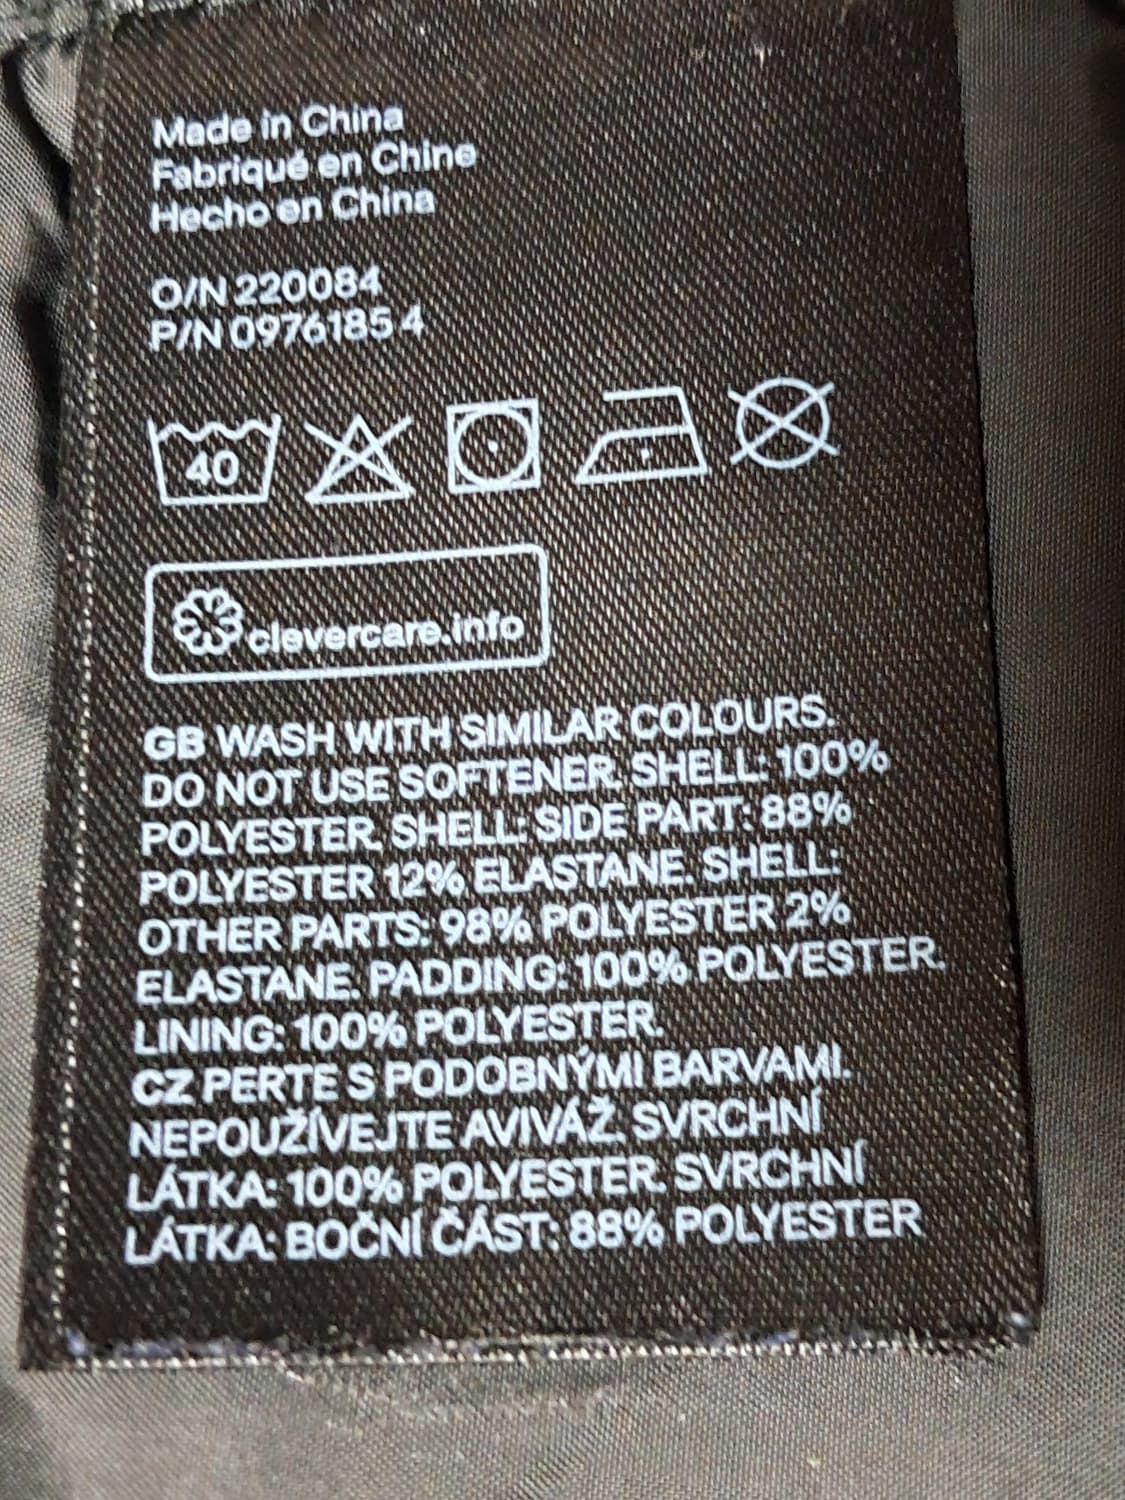 Made in China
Fabriqué en Chine
Hecho en China
O/N 220084
P/N 0976185 4
40
clevercare.info
GB WASH WITH SIMILAR COLOURS.
DO NOT USE SOFTENER. SHELL: 100%
POLYESTER. SHELL: SIDE PART: 88%
POLYESTER 12% ELASTANE. SHELL:
OTHER PARTS: 98% POLYESTER 2%
ELASTANE. PADDING: 100% POLYESTER.
LINING: 100% POLYESTER.
CZ PERTE S PODOBNÝMI BARVAMI.
NEPOUŽÍVEJTE AVIVÁŽ. SVRCHNÍ
LÁTKA: 100% POLYESTER. SVRCHNÍ
LÁTKA: BOČNÍ ČÁST: 88% POLYESTER